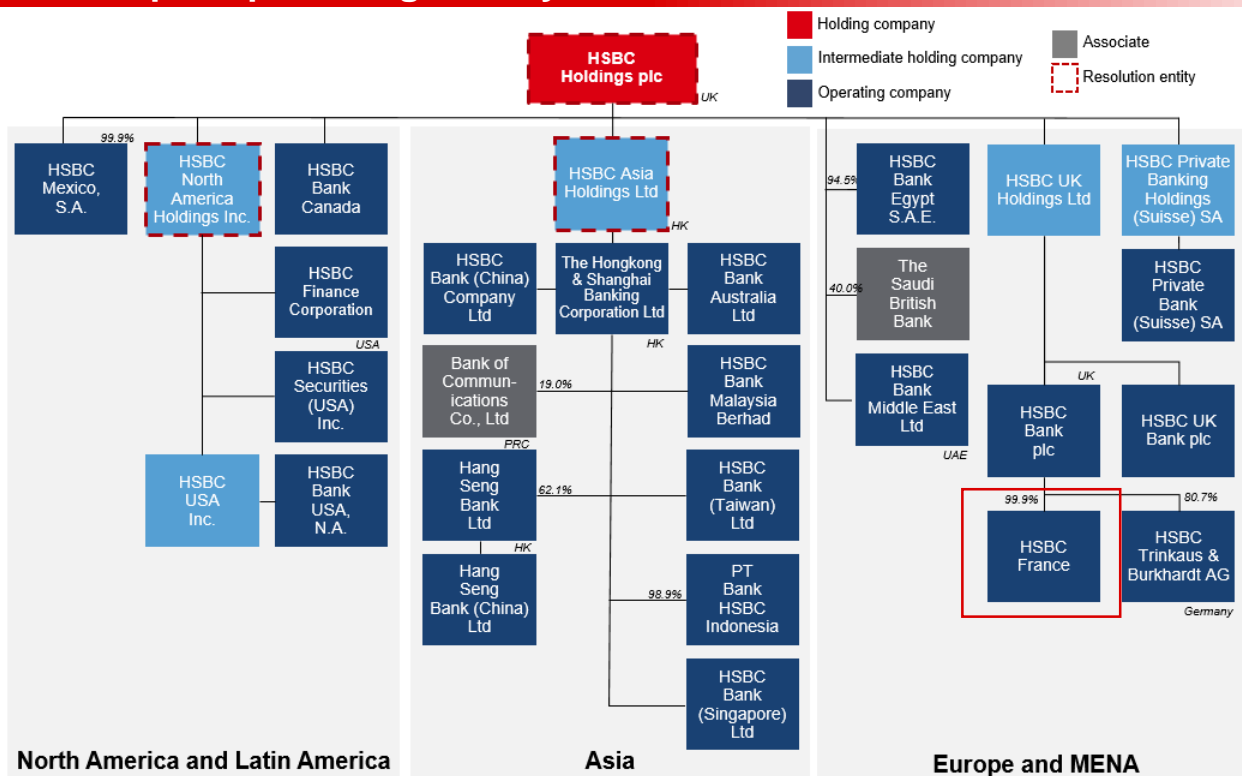 HSBC
Holdings plc
UK
Holding company
Intermediate holding company
Operating company
Associate
Resolution entity
99.9%
HSBC
Mexico,
S.A.
HSBC
North
America
Holdings Inc.
HSBC
Bank
Canada
HSBC
Finance
Corporation
USA
HSBC
Securities
(USA)
Inc.
HSBC
USA
Inc.
HSBC
Bank
USA,
N.A.
North America and Latin America
HSBC Asia
Holdings Ltd
HK
HSBC
Bank (China)
Company
Ltd
The Hongkong
& Shanghai
Banking
Corporation Ltd
HK
HSBC
Bank
Australia
Ltd
Bank of
Commun-
ications
Co., Ltd
19.0%
PRC
HSBC
Bank
Malaysia
Berhad
Hang
Seng
Bank
Ltd
62.1%
HK
HSBC
Bank
(Taiwan)
Ltd
Hang
Seng
Bank (China)
Ltd
98.9%
PT
Bank
HSBC
Indonesia
HSBC
Bank
(Singapore)
Ltd
Asia
94.5%
HSBC
Bank
Egypt
S.A.E.
HSBC UK
Holdings Ltd
HSBC Private
Banking
Holdings
(Suisse) SA
40.0%
The
Saudi
British
Bank
HSBC
Private
Bank
(Suisse) SA
HSBC
Bank
Middle East
Ltd
UAE
UK
HSBC
Bank
plc
HSBC UK
Bank plc
99.9%
80.7%
HSBC
France
HSBC
Trinkaus &
Burkhardt AG
Germany
Europe and MENA